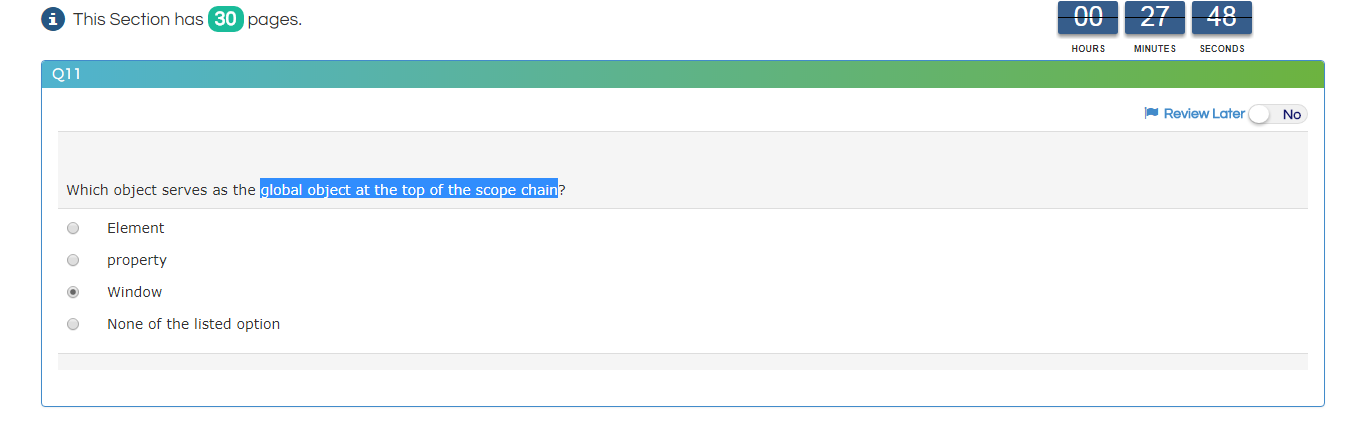 This Section has 30 pages.
00 27 48
HOURS MINUTES SECONDS
Q11
Review Later No
Which object serves as the global object at the top of the scope chain?
Element
property
Window
None of the listed option